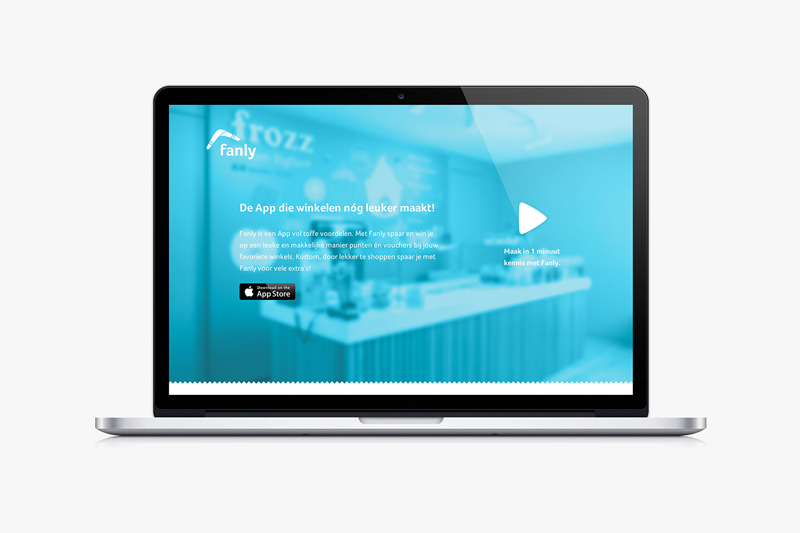 frozz
fanly
De App die winkelen nóg leuker maakt!
Fanly is een App vol toffe voordelen. Met Fanly spaar en win je
op een leuke en makkelijke manier punten én vouchers bij jouw
favoriete winkels. Kortom, door lekker te shoppen spaar je met
Fanly voor vele extra's!
Download on the
App Store
Maak in 1 minuut
kennis met Fanly.